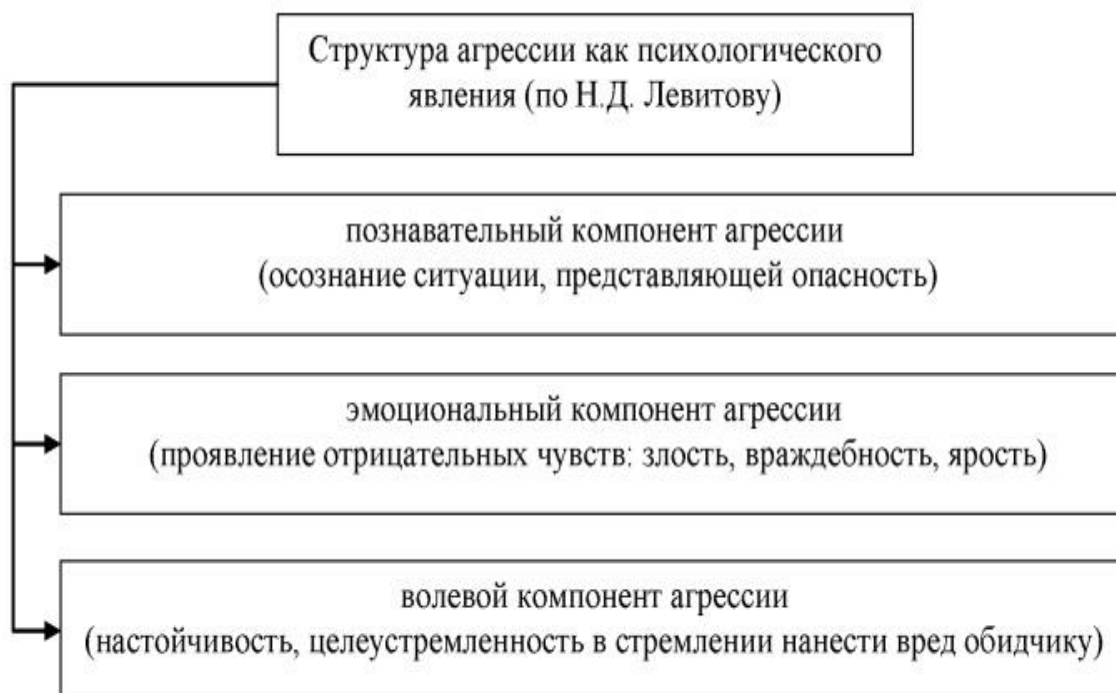 Структура агрессии как психологического
явления (по Н.Д. Левитову)
познавательный компонент агрессии
(осознание ситуации, представляющей опасность)
эмоциональный компонент агрессии
(проявление отрицательных чувств: злость, враждебность, ярость)
волевой компонент агрессии
(настойчивость, целеустремленность в стремлении нанести вред обидчику)